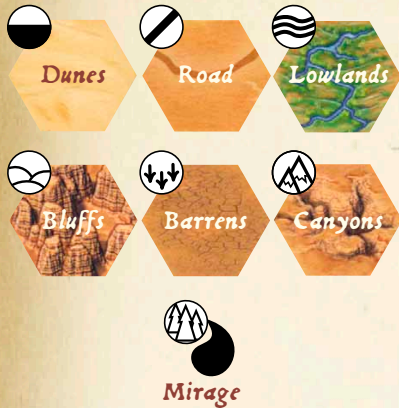 Dunes
Road
Lowlands
Bluffs
Barrens
Canyons
Mirage